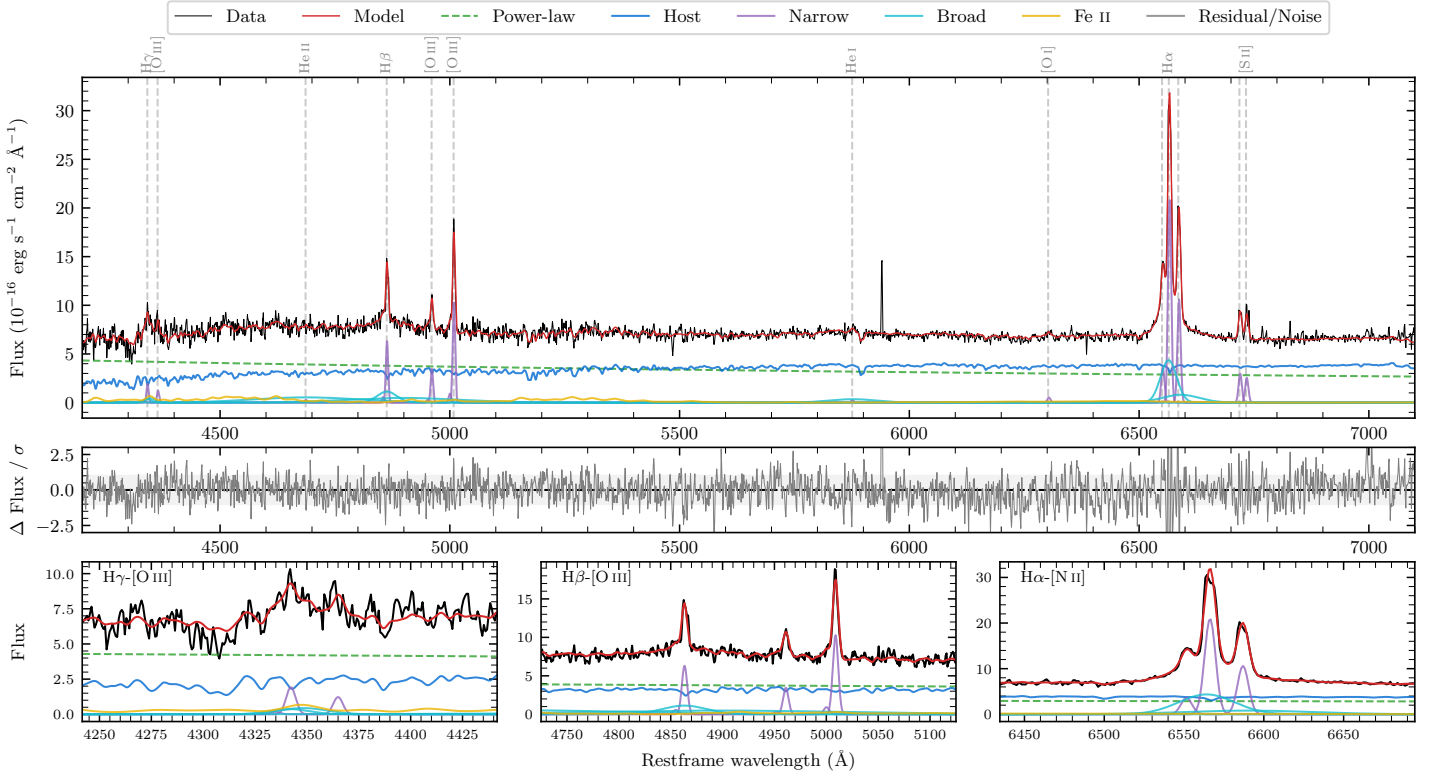 Data Model Power-law Host Narrow Broad Fe II Residual/Noise
Hγ [O III] He II Hβ [O III] [O III] He I [O I] Hα [S II]
Flux (10⁻¹⁶ erg s⁻¹ cm⁻² Å⁻¹)
30
25
20
15
10
5
0
4500 5000 5500 6000 6500 7000
Δ Flux / σ
2.5
0.0
−2.5
4500 5000 5500 6000 6500 7000
Flux
Hγ-[O III]
10.0
7.5
5.0
2.5
0.0
4250 4275 4300 4325 4350 4375 4400 4425
Hβ-[O III]
15
10
5
0
4750 4800 4850 4900 4950 5000 5050 5100
Hα-[N II]
30
20
10
0
6450 6500 6550 6600 6650
Restframe wavelength (Å)